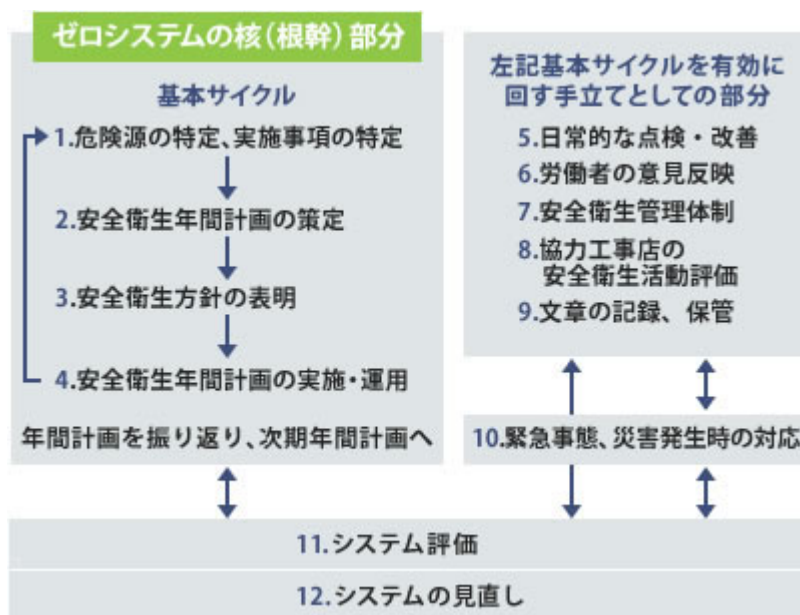 ゼロシステムの核(根幹)部分
基本サイクル
1.危険源の特定、実施事項の特定
2.安全衛生年間計画の策定
3.安全衛生方針の表明
4.安全衛生年間計画の実施・運用
年間計画を振り返り、次期年間計画へ
左記基本サイクルを有効に
回す手立てとしての部分
5.日常的な点検・改善
6.労働者の意見反映
7.安全衛生管理体制
8.協力工事店の
安全衛生活動評価
9.文章の記録、保管
10.緊急事態、災害発生時の対応
11.システム評価
12.システムの見直し